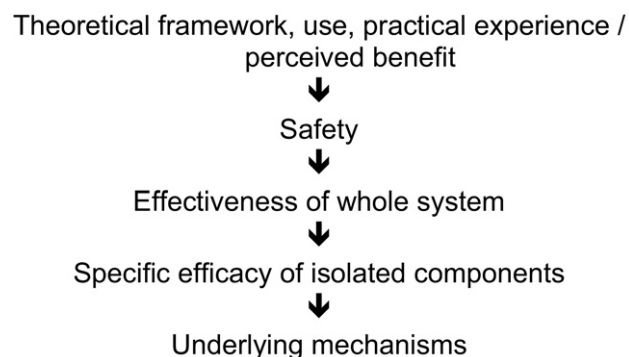 Theoretical framework, use, practical experience /
perceived benefit
Safety
Effectiveness of whole system
Specific efficacy of isolated components
Underlying mechanisms